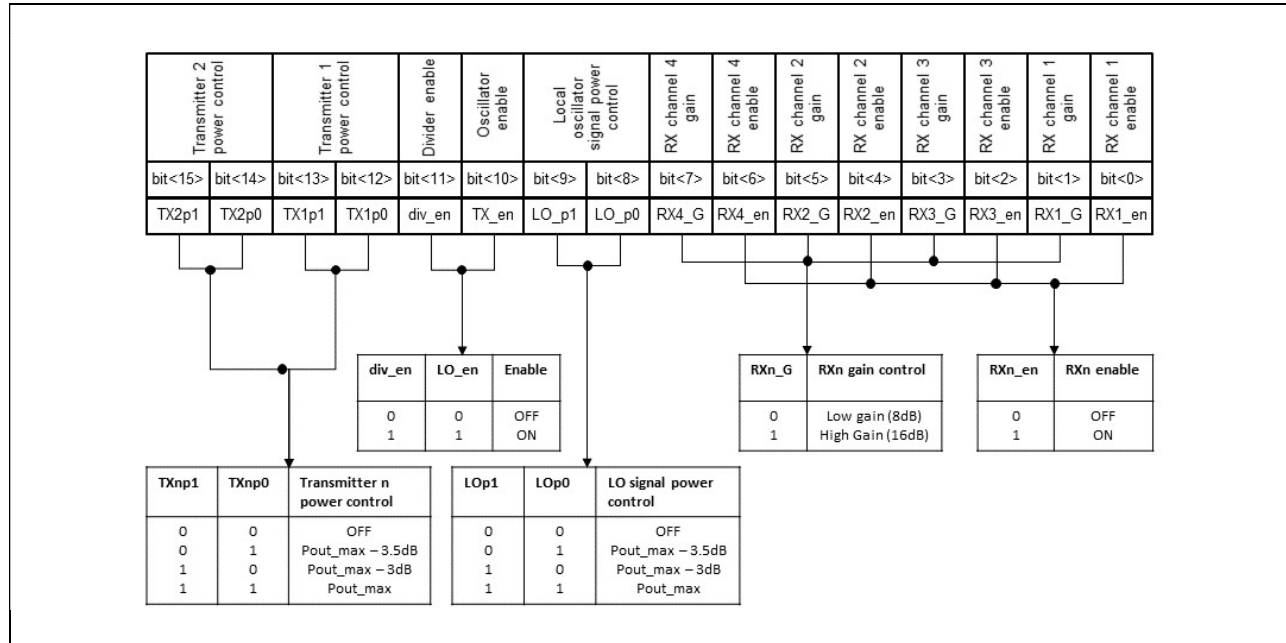 Transmitter 2
power control
Transmitter 1
power control
Divider enable
Oscillator
enable
Local
oscillator
signal power
control
RX channel 4
gain
RX channel 4
enable
RX channel 2
gain
RX channel 2
enable
RX channel 3
gain
RX channel 3
enable
RX channel 1
gain
RX channel 1
enable
bit<15> bit<14> bit<13> bit<12> bit<11> bit<10> bit<9> bit<8> bit<7> bit<6> bit<5> bit<4> bit<3> bit<2> bit<1> bit<0>
TX2p1 TX2p0 TX1p1 TX1p0 div_en TX_en LO_p1 LO_p0 RX4_G RX4_en RX2_G RX2_en RX3_G RX3_en RX1_G RX1_en
div_en LO_en Enable
0 0 OFF
1 1 ON
RXn_G RXn gain control
0 Low gain (8dB)
1 High Gain (16dB)
RXn_en RXn enable
0 OFF
1 ON
TXnp1 TXnp0 Transmitter n
power control
0 0 OFF
0 1 Pout_max – 3.5dB
1 0 Pout_max – 3dB
1 1 Pout_max
LOp1 LOp0 LO signal power
control
0 0 OFF
0 1 Pout_max – 3.5dB
1 0 Pout_max – 3dB
1 1 Pout_max